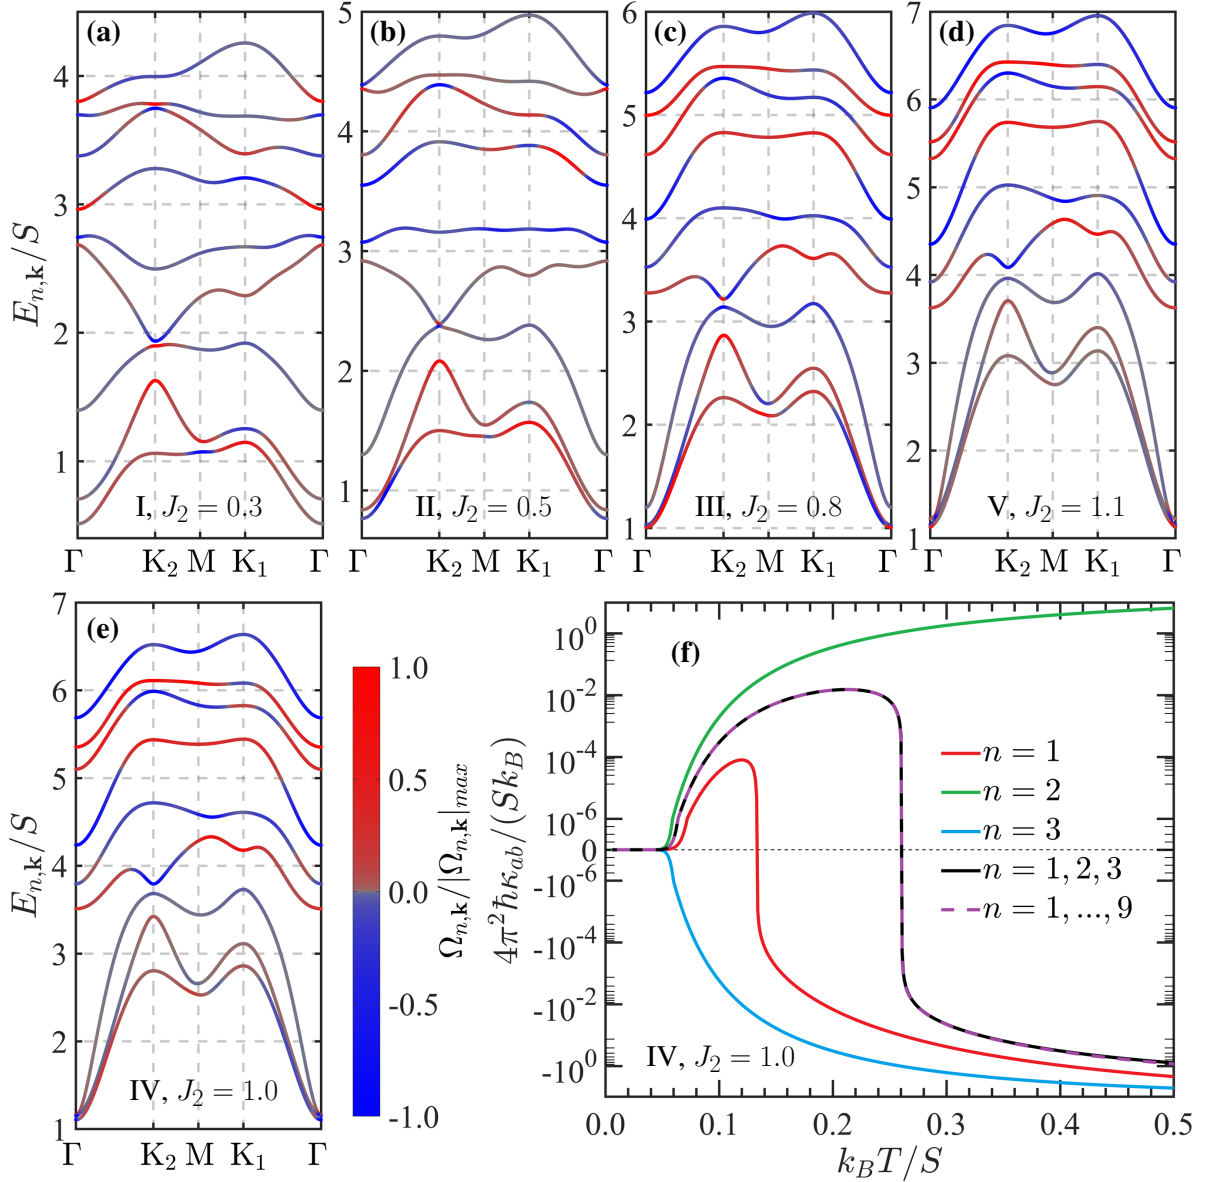 (a)
E_{n,k}/S
4
3
2
1
I, J_2 = 0.3
Γ K_2 M K_1 Γ
(b)
5
4
3
2
1
II, J_2 = 0.5
Γ K_2 M K_1 Γ
(c)
6
5
4
3
2
1
III, J_2 = 0.8
Γ K_2 M K_1 Γ
(d)
7
6
5
4
3
2
1
V, J_2 = 1.1
Γ K_2 M K_1 Γ
(e)
E_{n,k}/S
7
6
5
4
3
2
1
IV, J_2 = 1.0
Γ K_2 M K_1 Γ
1.0
0.5
0.0
-0.5
-1.0
Ω_{n,k}/|Ω_{n,k}|_{max}
(f)
4π^2ħκ_{ab}/(Sk_B)
10^0
10^{-2}
10^{-4}
10^{-6}
0
-10^{-6}
-10^{-4}
-10^{-2}
-10^0
n = 1
n = 2
n = 3
n = 1, 2, 3
n = 1, ..., 9
IV, J_2 = 1.0
0.0 0.1 0.2 0.3 0.4 0.5
k_BT/S